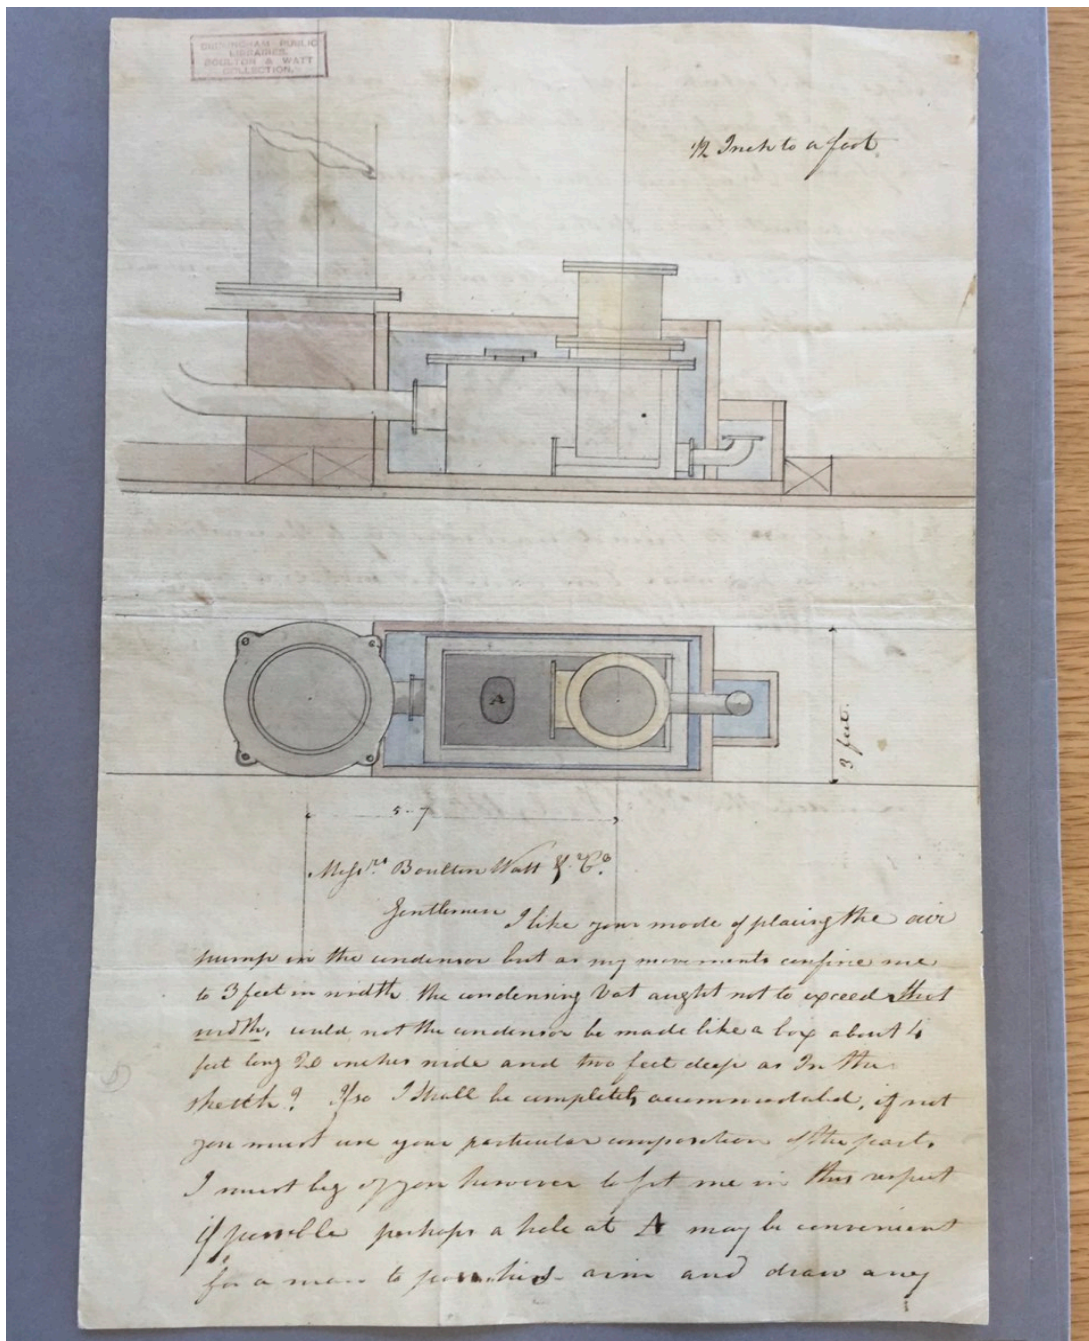 BIRMINGHAM PUBLIC
LIBRARIES
BOULTON & WATT
COLLECTION.
1/2 Inch to a foot
A
3 feet.
5-7
Messrs Boulton Watt & Co.
Gentlemen I like your mode of placing the air
pump in the condensor but as my movements confine me
to 3 feet in width the condensing Vat aught not to exceed that
width, could not the condensor be made like a box about 4
feet long 20 inches wide and two feet deep as In the
sketch? If so I shall be completely accommodated, if not
you must use your particular composition of the parts,
I must beg of you however to fit me in this respect
if possible perhaps a hole at A may be convenient
for a man to pass his arm and draw any